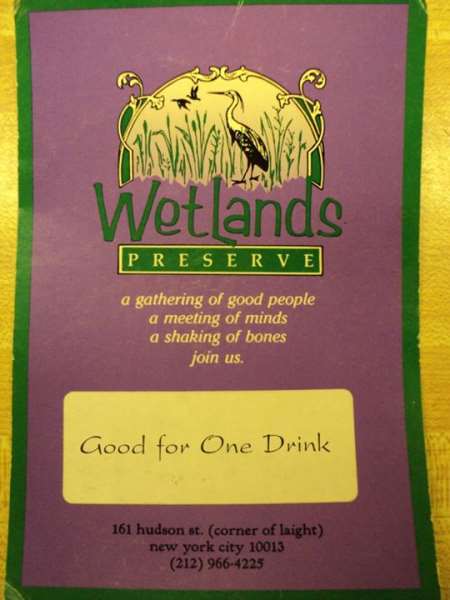 WetLands
PRESERVE
a gathering of good people
a meeting of minds
a shaking of bones
join us.
Good for One Drink
161 hudson st. (corner of laight)
new york city 10013
(212) 966-4225